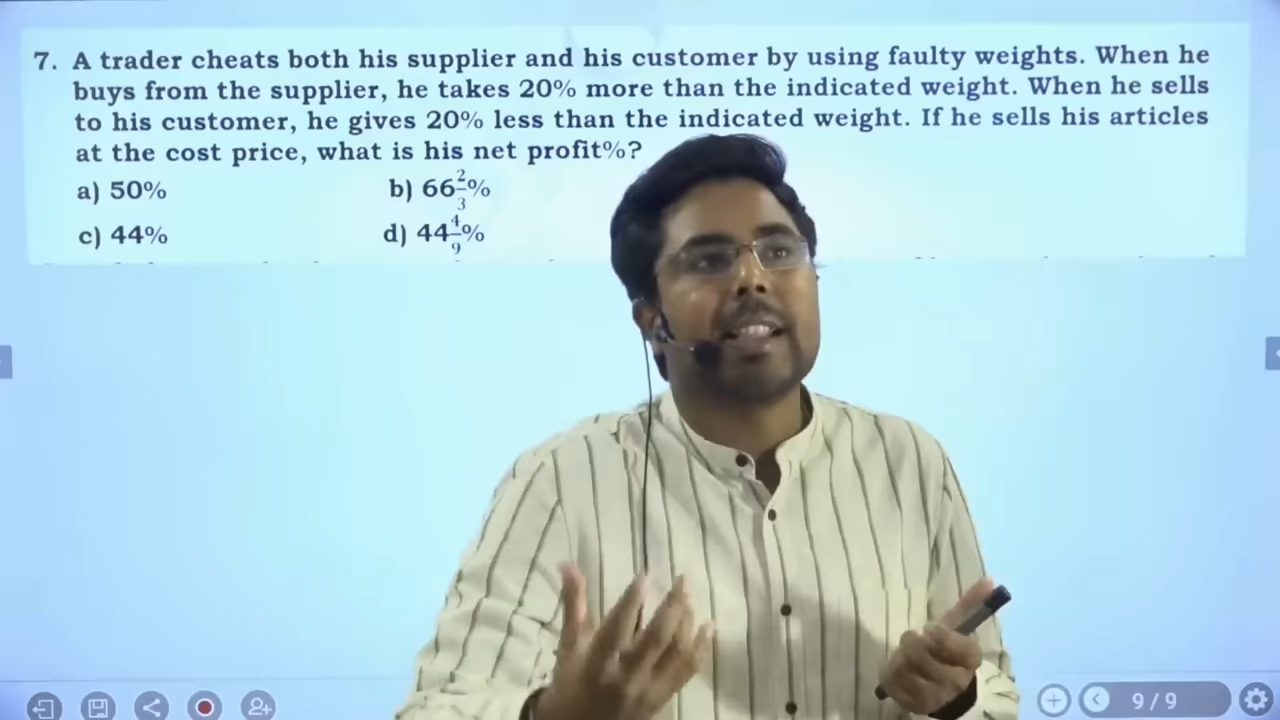 7. A trader cheats both his supplier and his customer by using faulty weights. When he
buys from the supplier, he takes 20% more than the indicated weight. When he sells
to his customer, he gives 20% less than the indicated weight. If he sells his articles
at the cost price, what is his net profit%?
a) 50% b) 66 2/3%
c) 44% d) 44 4/9%
9 / 9